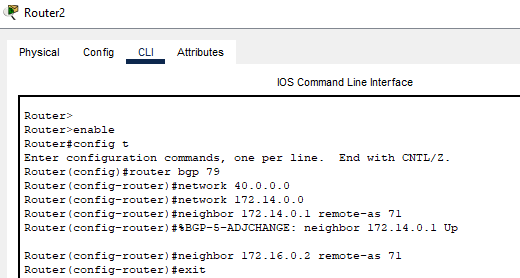 Router2
Physical Config CLI Attributes
IOS Command Line Interface
Router>
Router>enable
Router#config t
Enter configuration commands, one per line.  End with CNTL/Z.
Router(config)#router bgp 79
Router(config-router)#network 40.0.0.0
Router(config-router)#network 172.14.0.0
Router(config-router)#neighbor 172.14.0.1 remote-as 71
Router(config-router)#%BGP-5-ADJCHANGE: neighbor 172.14.0.1 Up
Router(config-router)#neighbor 172.16.0.2 remote-as 71
Router(config-router)#exit